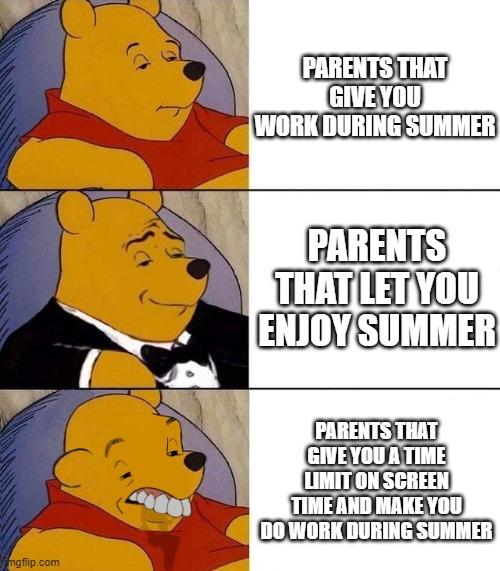 PARENTS THAT
GIVE YOU
WORK DURING SUMMER
PARENTS
THAT LET YOU
ENJOY SUMMER
PARENTS THAT
GIVE YOU A TIME
LIMIT ON SCREEN
TIME AND MAKE YOU
DO WORK DURING SUMMER
imgflip.com